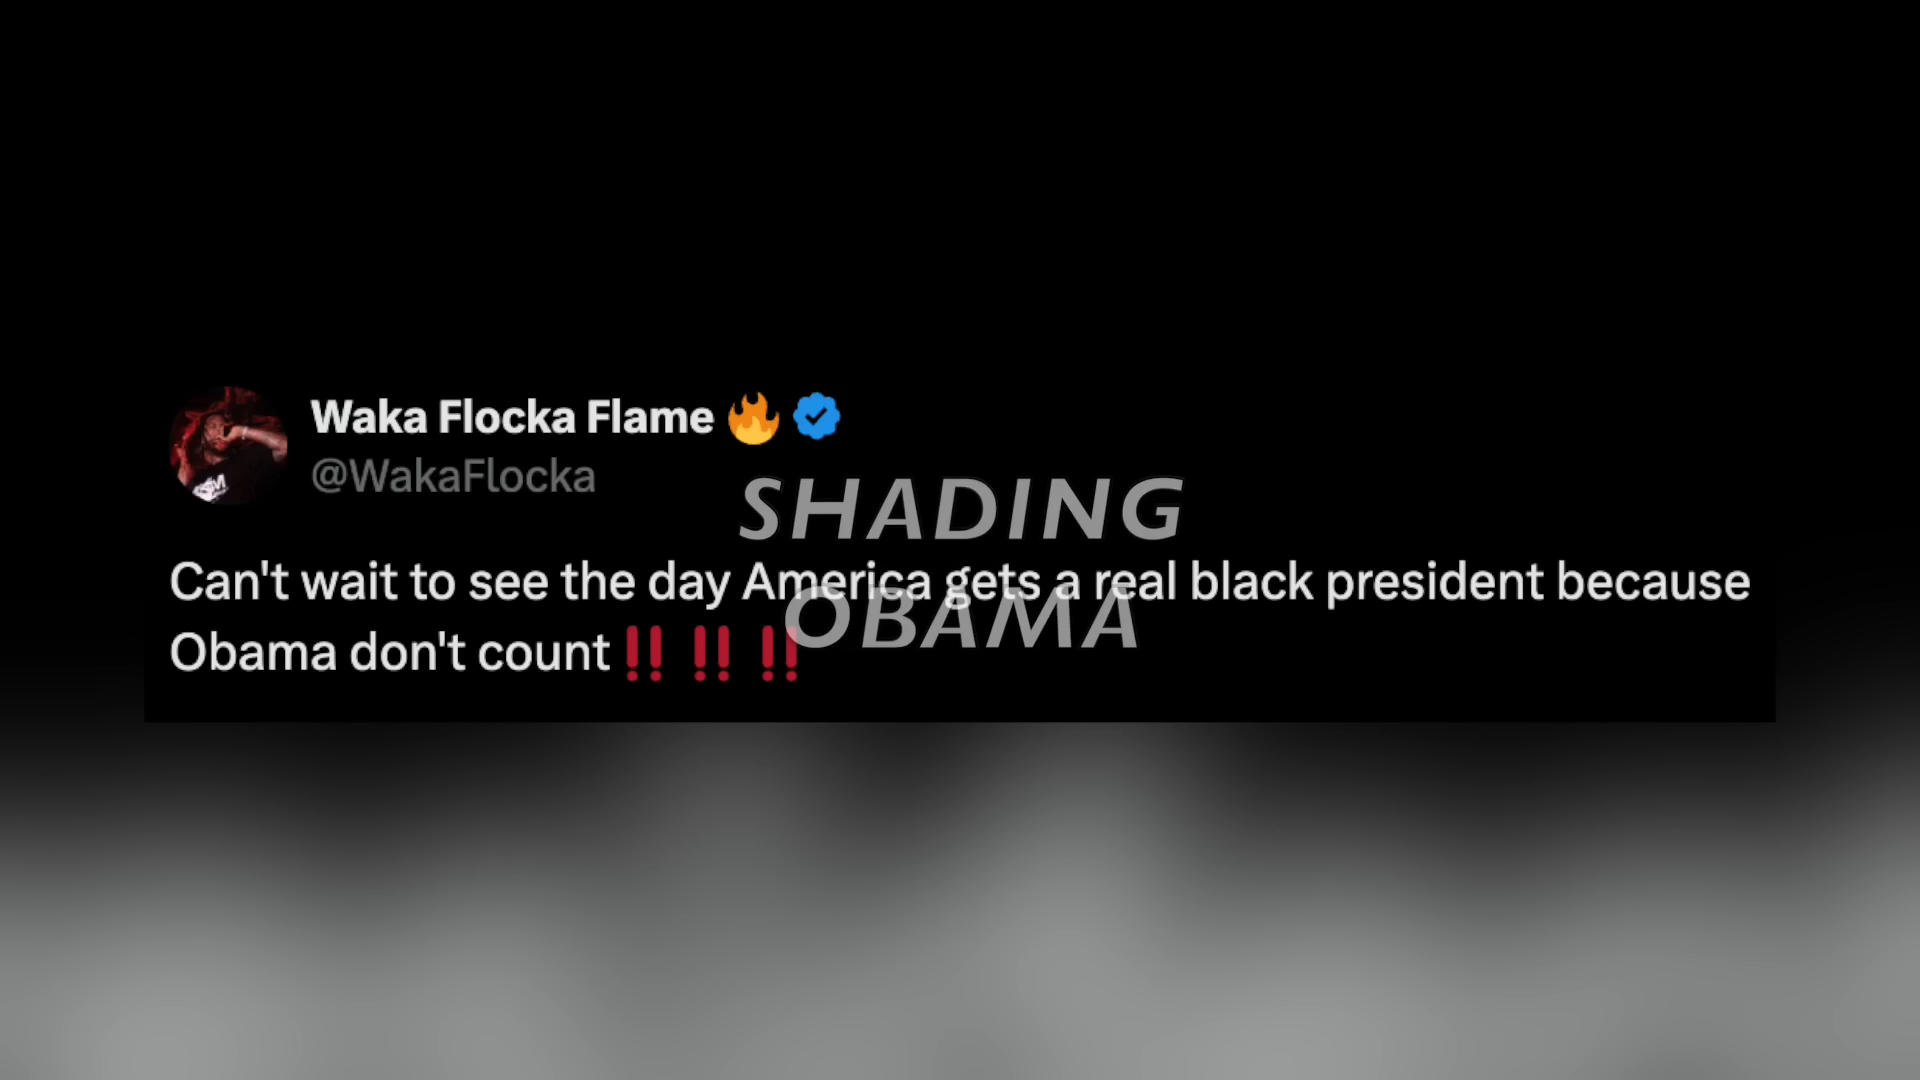 Waka Flocka Flame 🔥
@WakaFlocka
SHADING
Can't wait to see the day America gets a real black president because
OBAMA
Obama don't count ‼️ ‼️ ‼️